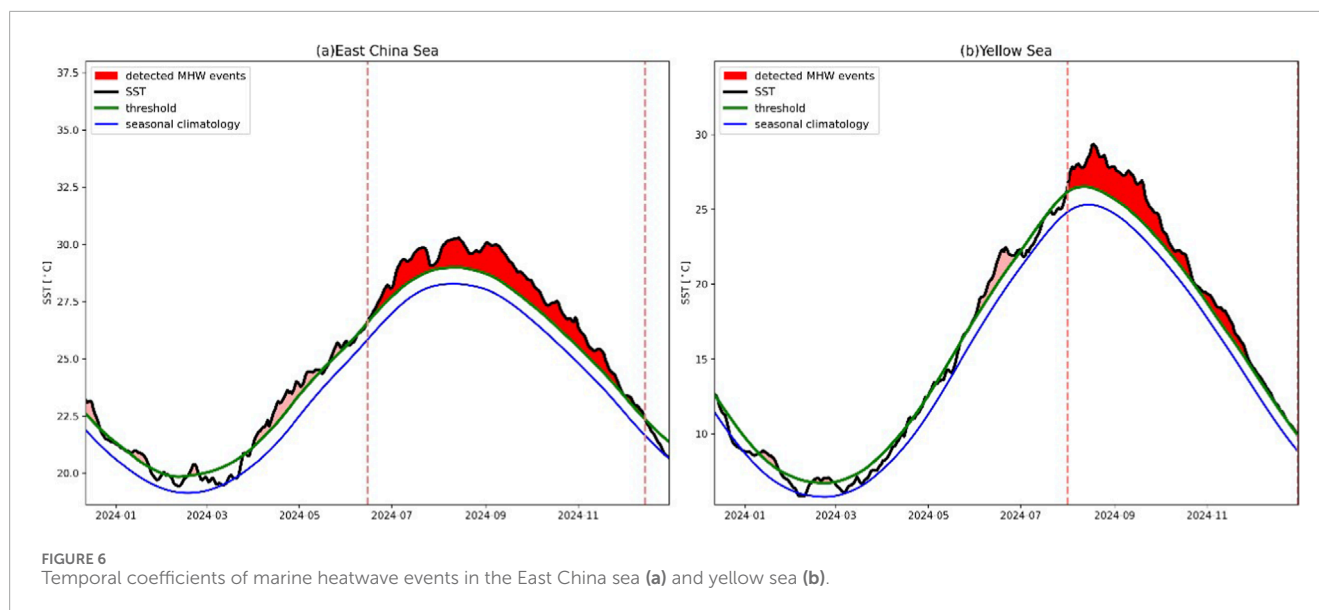 (a)East China Sea
detected MHW events
SST
threshold
seasonal climatology
37.5
35.0
32.5
30.0
27.5
25.0
22.5
20.0
SST [°C]
2024-01
2024-03
2024-05
2024-07
2024-09
2024-11
(b)Yellow Sea
detected MHW events
SST
threshold
seasonal climatology
30
25
20
15
10
SST [°C]
2024-01
2024-03
2024-05
2024-07
2024-09
2024-11
FIGURE 6
Temporal coefficients of marine heatwave events in the East China sea (a) and yellow sea (b).